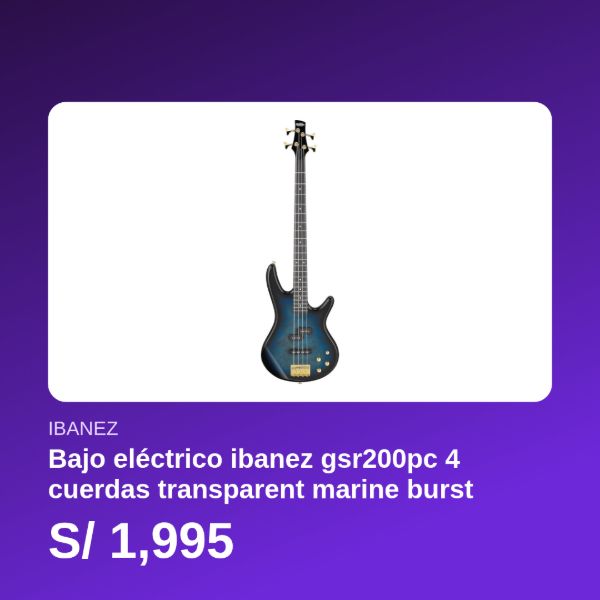 IBANEZ
Bajo eléctrico ibanez gsr200pc 4
cuerdas transparent marine burst
S/ 1,995